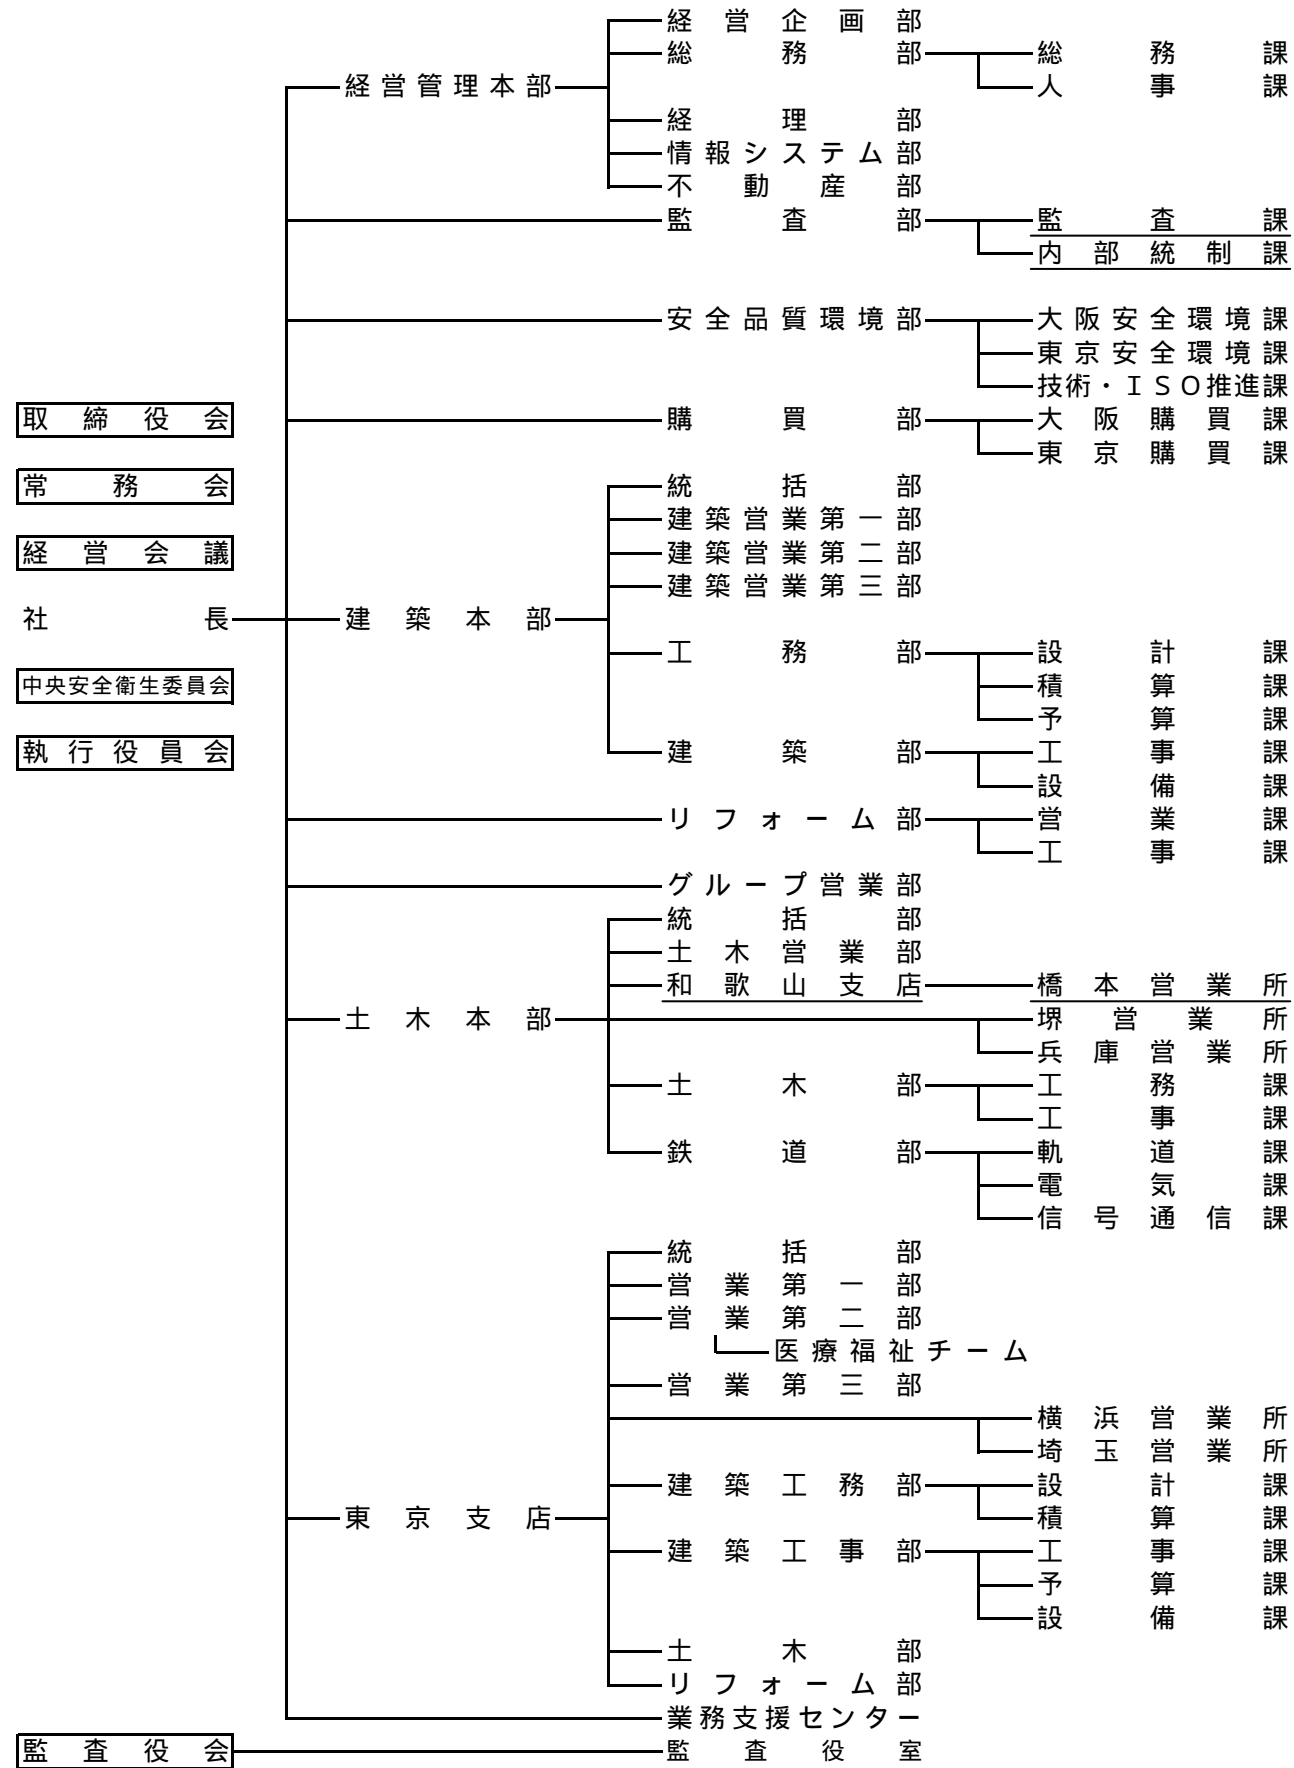 経営企画部
総務部 総務課
経営管理本部 人事課
経理部
情報システム部
不動産部
監査部 監査課
内部統制課
安全品質環境部 大阪安全環境課
東京安全環境課
技術・ＩＳＯ推進課
取締役会 購買部 大阪購買課
東京購買課
常務会 統括部
建築営業第一部
経営会議 建築営業第二部
建築営業第三部
社長 建築本部
工務部 設計課
中央安全衛生委員会 積算課
予算課
執行役員会 建築部 工事課
設備課
リフォーム部 営業課
工事課
グループ営業部
統括部
土木営業部
和歌山支店 橋本営業所
土木本部 堺営業所
兵庫営業所
土木部 工務課
工事課
鉄道部 軌道課
電気課
信号通信課
統括部
営業第一部
営業第二部
医療福祉チーム
営業第三部
横浜営業所
埼玉営業所
建築工務部 設計課
東京支店 積算課
建築工事部 工事課
予算課
設備課
土木部
リフォーム部
業務支援センター
監査役会 監査役室